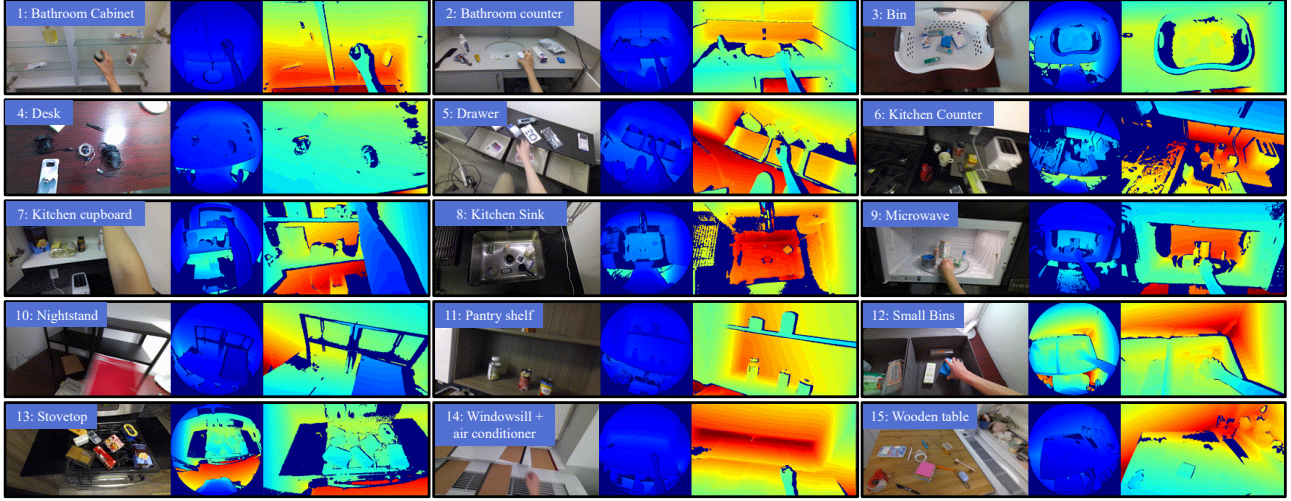 1: Bathroom Cabinet
2: Bathroom counter
3: Bin
4: Desk
5: Drawer
6: Kitchen Counter
7: Kitchen cupboard
8: Kitchen Sink
9: Microwave
10: Nightstand
11: Pantry shelf
12: Small Bins
13: Stovetop
14: Windowsill +
air conditioner
15: Wooden table